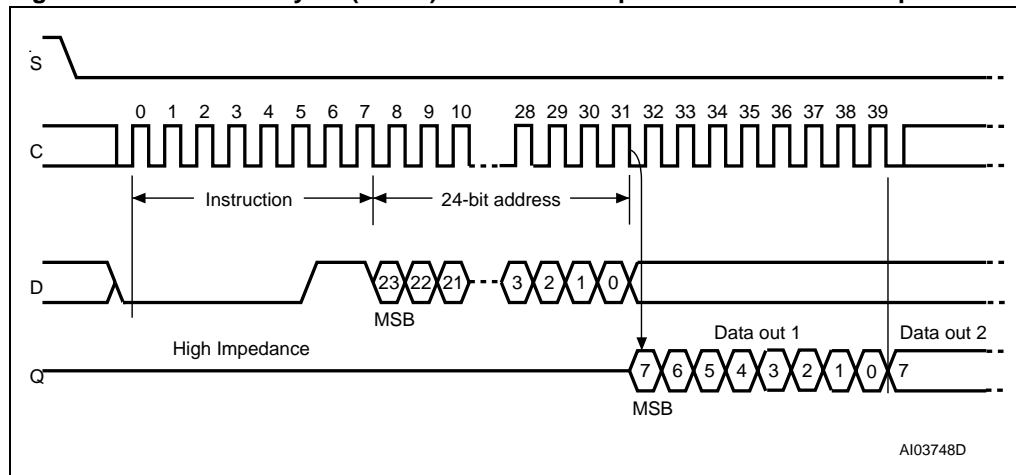 S
0 1 2 3 4 5 6 7 8 9 10 28 29 30 31 32 33 34 35 36 37 38 39
C
Instruction 24-bit address
D 23 22 21 3 2 1 0
MSB
High Impedance Data out 1 Data out 2
Q 7 6 5 4 3 2 1 0 7
MSB
AI03748D